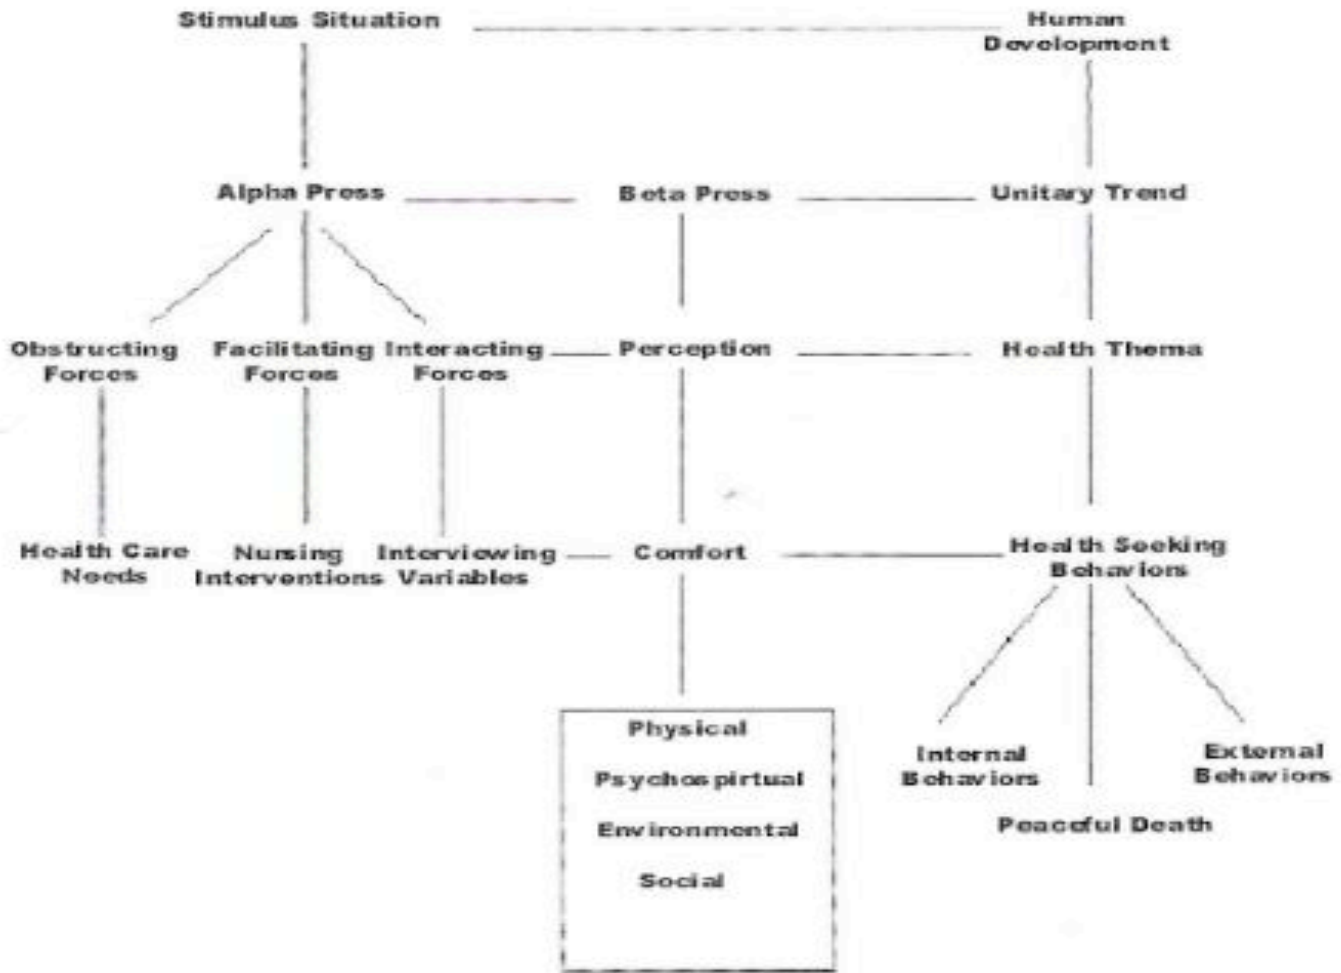 Stimulus Situation
Human
Development
Alpha Press
Beta Press
Unitary Trend
Obstructing
Forces
Facilitating
Forces
Interacting
Forces
Perception
Health Thema
Health Care
Needs
Nursing
Interventions
Interviewing
Variables
Comfort
Health Seeking
Behaviors
Physical
Psychospirtual
Environmental
Social
Internal
Behaviors
External
Behaviors
Peaceful Death